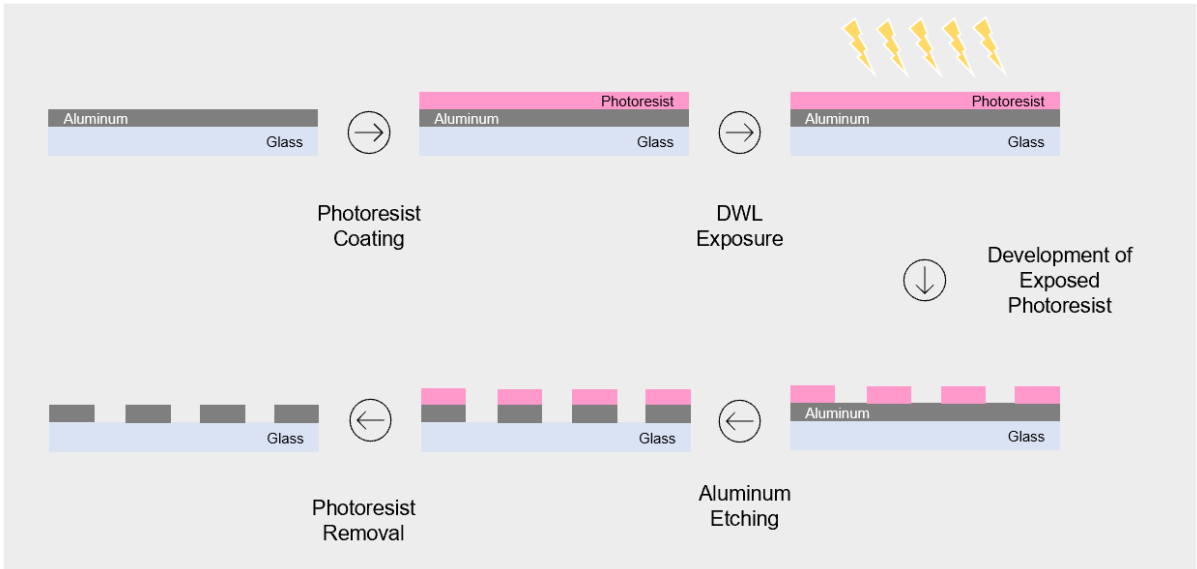 Aluminum
Glass
Photoresist
Coating
Photoresist
Aluminum
Glass
DWL
Exposure
Photoresist
Aluminum
Glass
Development of
Exposed
Photoresist
Aluminum
Glass
Aluminum
Etching
Glass
Photoresist
Removal
Glass